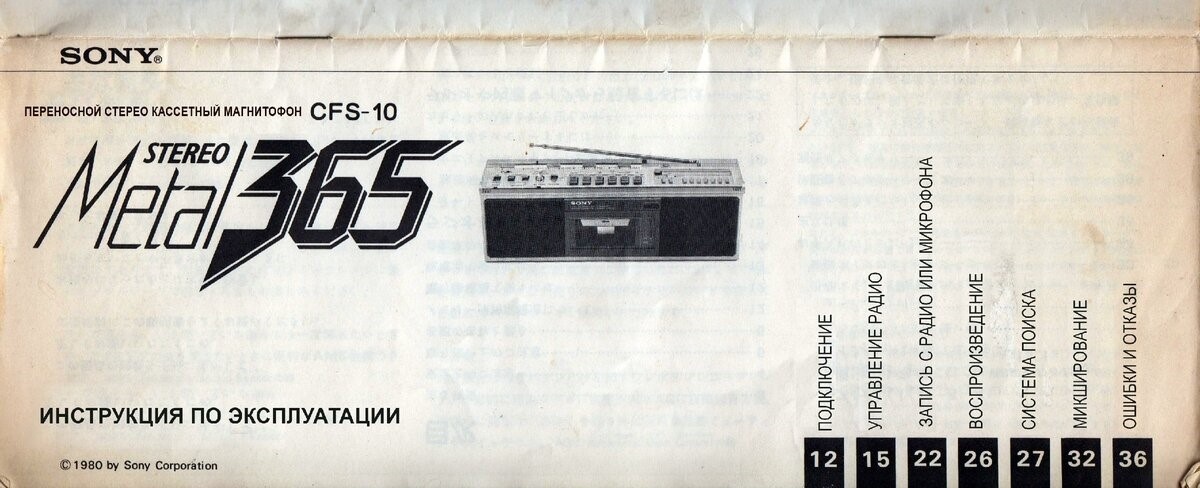 SONY®
ПЕРЕНОСНОЙ СТЕРЕО КАССЕТНЫЙ МАГНИТОФОН CFS-10
STEREO
Metal 365
SONY
ИНСТРУКЦИЯ ПО ЭКСПЛУАТАЦИИ
©1980 by Sony Corporation
ПОДКЛЮЧЕНИЕ
12
УПРАВЛЕНИЕ РАДИО
15
ЗАПИСЬ С РАДИО ИЛИ МИКРОФОНА
22
ВОСПРОИЗВЕДЕНИЕ
26
СИСТЕМА ПОИСКА
27
МИКШИРОВАНИЕ
32
ОШИБКИ И ОТКАЗЫ
36